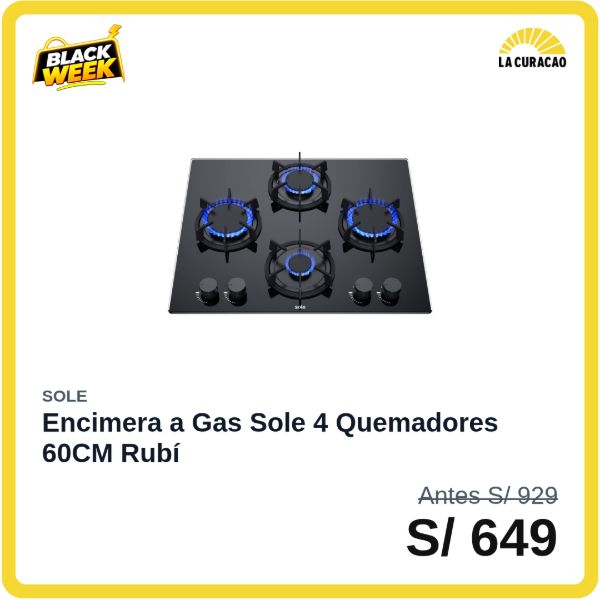 BLACK
WEEK
LA CURACAO
sole
SOLE
Encimera a Gas Sole 4 Quemadores
60CM Rubí
Antes S/ 929
S/ 649